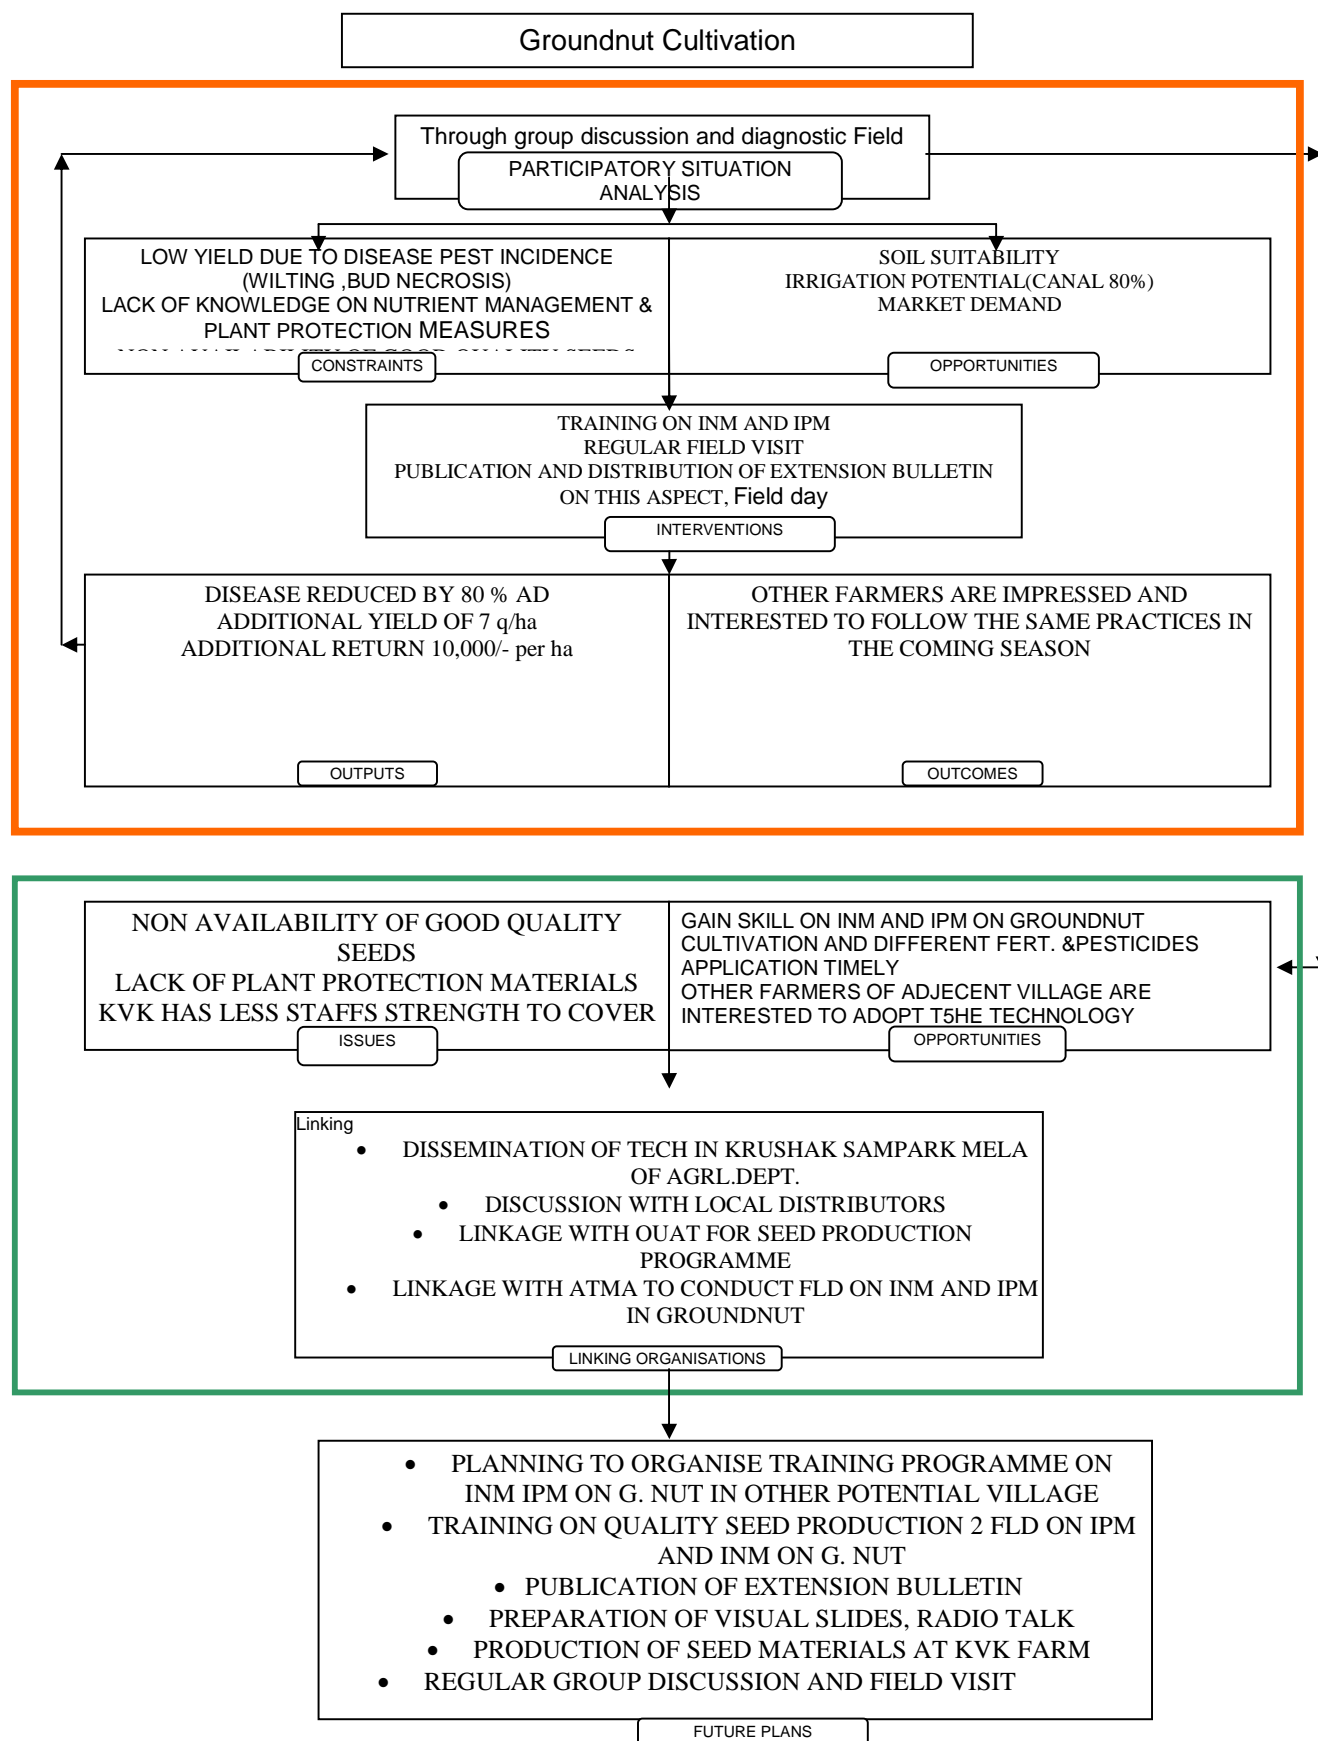 Groundnut Cultivation
Through group discussion and diagnostic Field
PARTICIPATORY SITUATION
ANALYSIS
LOW YIELD DUE TO DISEASE PEST INCIDENCE
(WILTING ,BUD NECROSIS)
LACK OF KNOWLEDGE ON NUTRIENT MANAGEMENT &
PLANT PROTECTION MEASURES
NON AVAILABILITY OF GOOD QUALITY SEEDS
CONSTRAINTS
SOIL SUITABILITY
IRRIGATION POTENTIAL(CANAL 80%)
MARKET DEMAND
OPPORTUNITIES
TRAINING ON INM AND IPM
REGULAR FIELD VISIT
PUBLICATION AND DISTRIBUTION OF EXTENSION BULLETIN
ON THIS ASPECT, Field day
INTERVENTIONS
DISEASE REDUCED BY 80 % AD
ADDITIONAL YIELD OF 7 q/ha
ADDITIONAL RETURN 10,000/- per ha
OUTPUTS
OTHER FARMERS ARE IMPRESSED AND
INTERESTED TO FOLLOW THE SAME PRACTICES IN
THE COMING SEASON
OUTCOMES
NON AVAILABILITY OF GOOD QUALITY
SEEDS
LACK OF PLANT PROTECTION MATERIALS
KVK HAS LESS STAFFS STRENGTH TO COVER
ISSUES
GAIN SKILL ON INM AND IPM ON GROUNDNUT
CULTIVATION AND DIFFERENT FERT. &PESTICIDES
APPLICATION TIMELY
OTHER FARMERS OF ADJECENT VILLAGE ARE
INTERESTED TO ADOPT T5HE TECHNOLOGY
OPPORTUNITIES
Linking
• DISSEMINATION OF TECH IN KRUSHAK SAMPARK MELA
OF AGRL.DEPT.
• DISCUSSION WITH LOCAL DISTRIBUTORS
• LINKAGE WITH OUAT FOR SEED PRODUCTION
PROGRAMME
• LINKAGE WITH ATMA TO CONDUCT FLD ON INM AND IPM
IN GROUNDNUT
LINKING ORGANISATIONS
• PLANNING TO ORGANISE TRAINING PROGRAMME ON
INM IPM ON G. NUT IN OTHER POTENTIAL VILLAGE
• TRAINING ON QUALITY SEED PRODUCTION 2 FLD ON IPM
AND INM ON G. NUT
• PUBLICATION OF EXTENSION BULLETIN
• PREPARATION OF VISUAL SLIDES, RADIO TALK
• PRODUCTION OF SEED MATERIALS AT KVK FARM
• REGULAR GROUP DISCUSSION AND FIELD VISIT
FUTURE PLANS